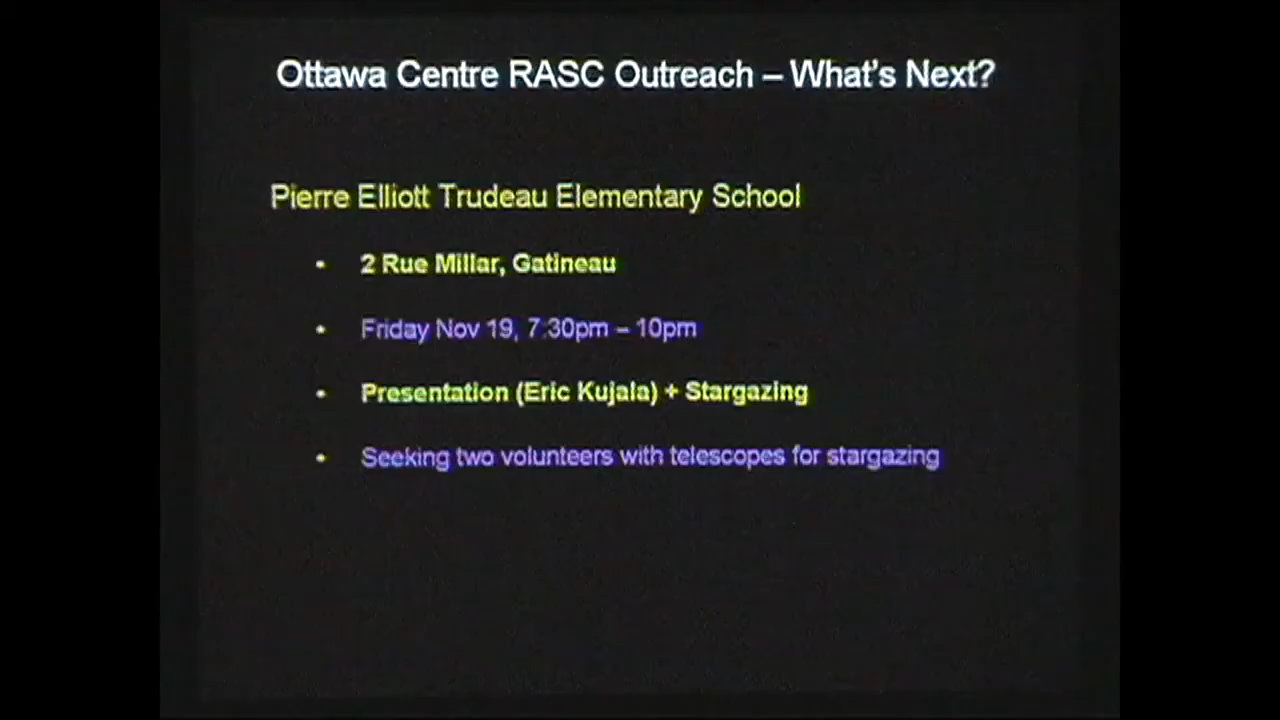 Ottawa Centre RASC Outreach – What's Next?
Pierre Elliott Trudeau Elementary School
• 2 Rue Millar, Gatineau
• Friday Nov 19, 7:30pm – 10pm
• Presentation (Eric Kujala) + Stargazing
• Seeking two volunteers with telescopes for stargazing